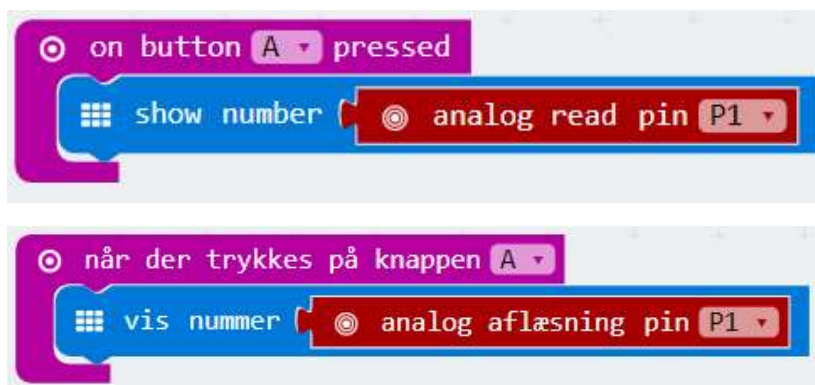 on button A pressed
show number analog read pin P1
når der trykkes på knappen A
vis nummer analog aflæsning pin P1